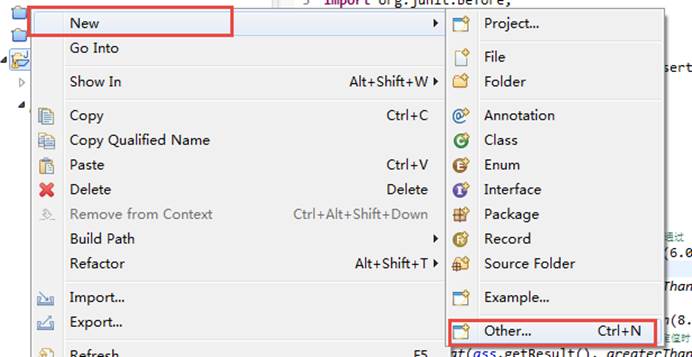 5 import org.junit.Before;
New
Go Into
Show In Alt+Shift+W
Copy Ctrl+C
Copy Qualified Name
Paste Ctrl+V
Delete Delete
Remove from Context Ctrl+Alt+Shift+Down
Build Path
Refactor Alt+Shift+T
Import...
Export...
Refresh F5
Project...
File
Folder
Annotation
Class
Enum
Interface
Package
Record
Source Folder
Example...
Other... Ctrl+N
sert
通过
(6.0
Than
(8.
at(ass.getResult(), greaterThan